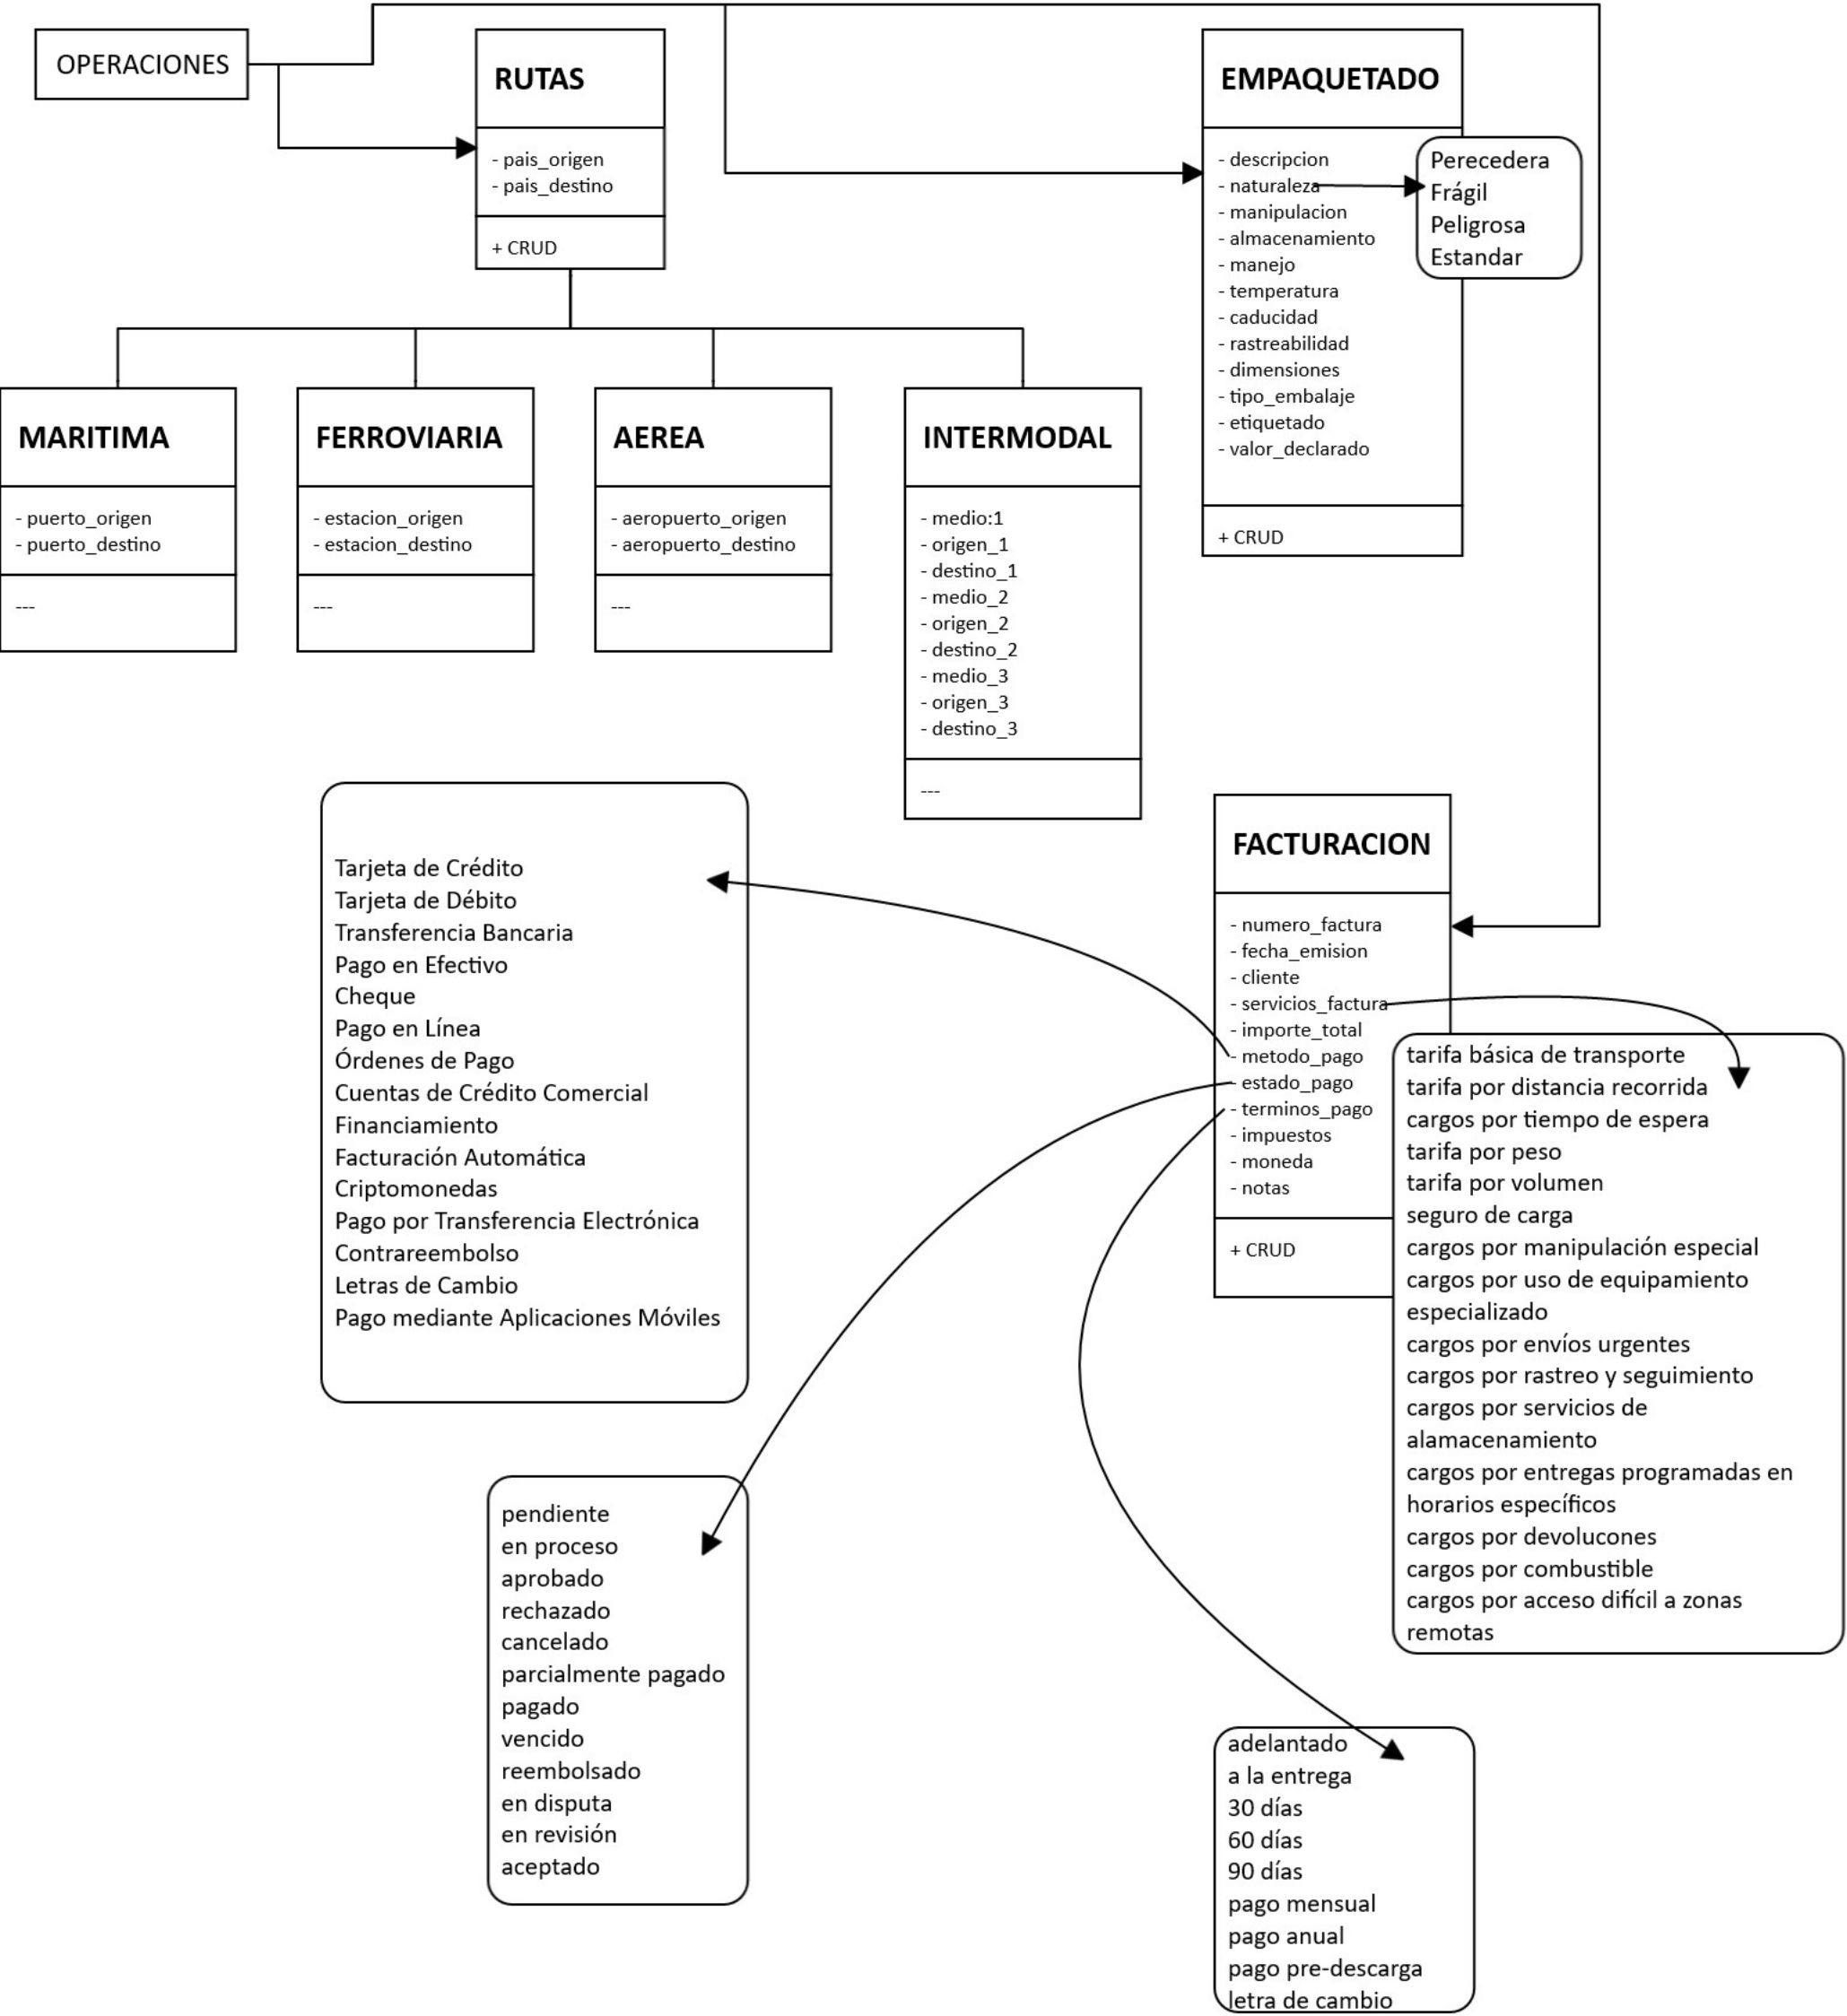 OPERACIONES
RUTAS
- pais_origen
- pais_destino
+ CRUD
EMPAQUETADO
- descripcion
- naturaleza
- manipulacion
- almacenamiento
- manejo
- temperatura
- caducidad
- rastreabilidad
- dimensiones
- tipo_embalaje
- etiquetado
- valor_declarado
+ CRUD
Perecedera
Frágil
Peligrosa
Estandar
MARITIMA
- puerto_origen
- puerto_destino
---
FERROVIARIA
- estacion_origen
- estacion_destino
---
AEREA
- aeropuerto_origen
- aeropuerto_destino
---
INTERMODAL
- medio:1
- origen_1
- destino_1
- medio_2
- origen_2
- destino_2
- medio_3
- origen_3
- destino_3
---
FACTURACION
- numero_factura
- fecha_emision
- cliente
- servicios_factura
- importe_total
- metodo_pago
- estado_pago
- terminos_pago
- impuestos
- moneda
- notas
+ CRUD
Tarjeta de Crédito
Tarjeta de Débito
Transferencia Bancaria
Pago en Efectivo
Cheque
Pago en Línea
Órdenes de Pago
Cuentas de Crédito Comercial
Financiamiento
Facturación Automática
Criptomonedas
Pago por Transferencia Electrónica
Contrareembolso
Letras de Cambio
Pago mediante Aplicaciones Móviles
tarifa básica de transporte
tarifa por distancia recorrida
cargos por tiempo de espera
tarifa por peso
tarifa por volumen
seguro de carga
cargos por manipulación especial
cargos por uso de equipamiento
especializado
cargos por envíos urgentes
cargos por rastreo y seguimiento
cargos por servicios de
alamacenamiento
cargos por entregas programadas en
horarios específicos
cargos por devolucones
cargos por combustible
cargos por acceso difícil a zonas
remotas
pendiente
en proceso
aprobado
rechazado
cancelado
parcialmente pagado
pagado
vencido
reembolsado
en disputa
en revisión
aceptado
adelantado
a la entrega
30 días
60 días
90 días
pago mensual
pago anual
pago pre-descarga
letra de cambio